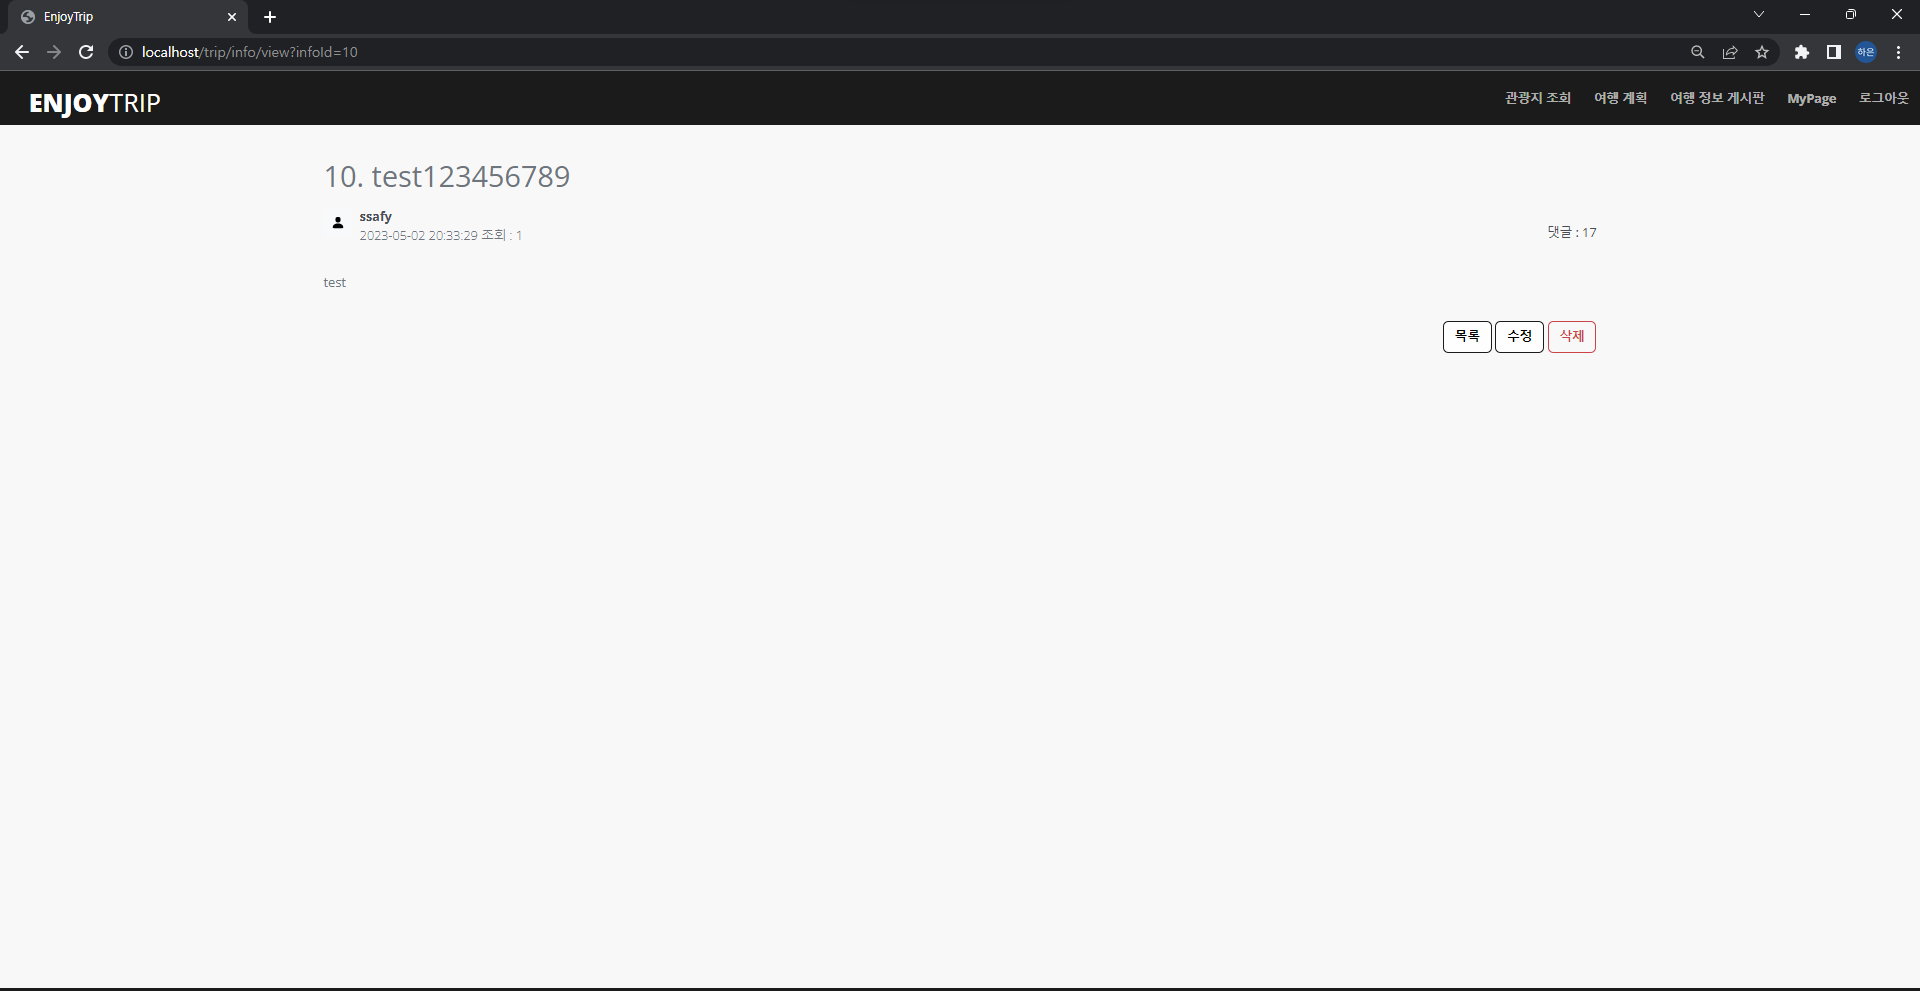 EnjoyTrip
localhost/trip/info/view?infoId=10
하은
ENJOYTRIP
관광지 조회 여행 계획 여행 정보 게시판 MyPage 로그아웃
10. test123456789
ssafy
2023-05-02 20:33:29 조회 : 1
댓글 : 17
test
목록 수정 삭제